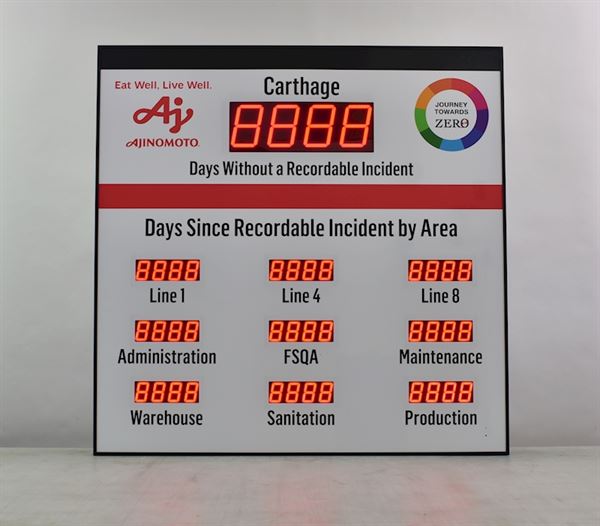 Eat Well, Live Well.
AJINOMOTO
Carthage
8888
Days Without a Recordable Incident
JOURNEY
TOWARDS
ZERO
Days Since Recordable Incident by Area
8888 8888 8888
Line 1 Line 4 Line 8
8888 8888 8888
Administration FSQA Maintenance
8888 8888 8888
Warehouse Sanitation Production